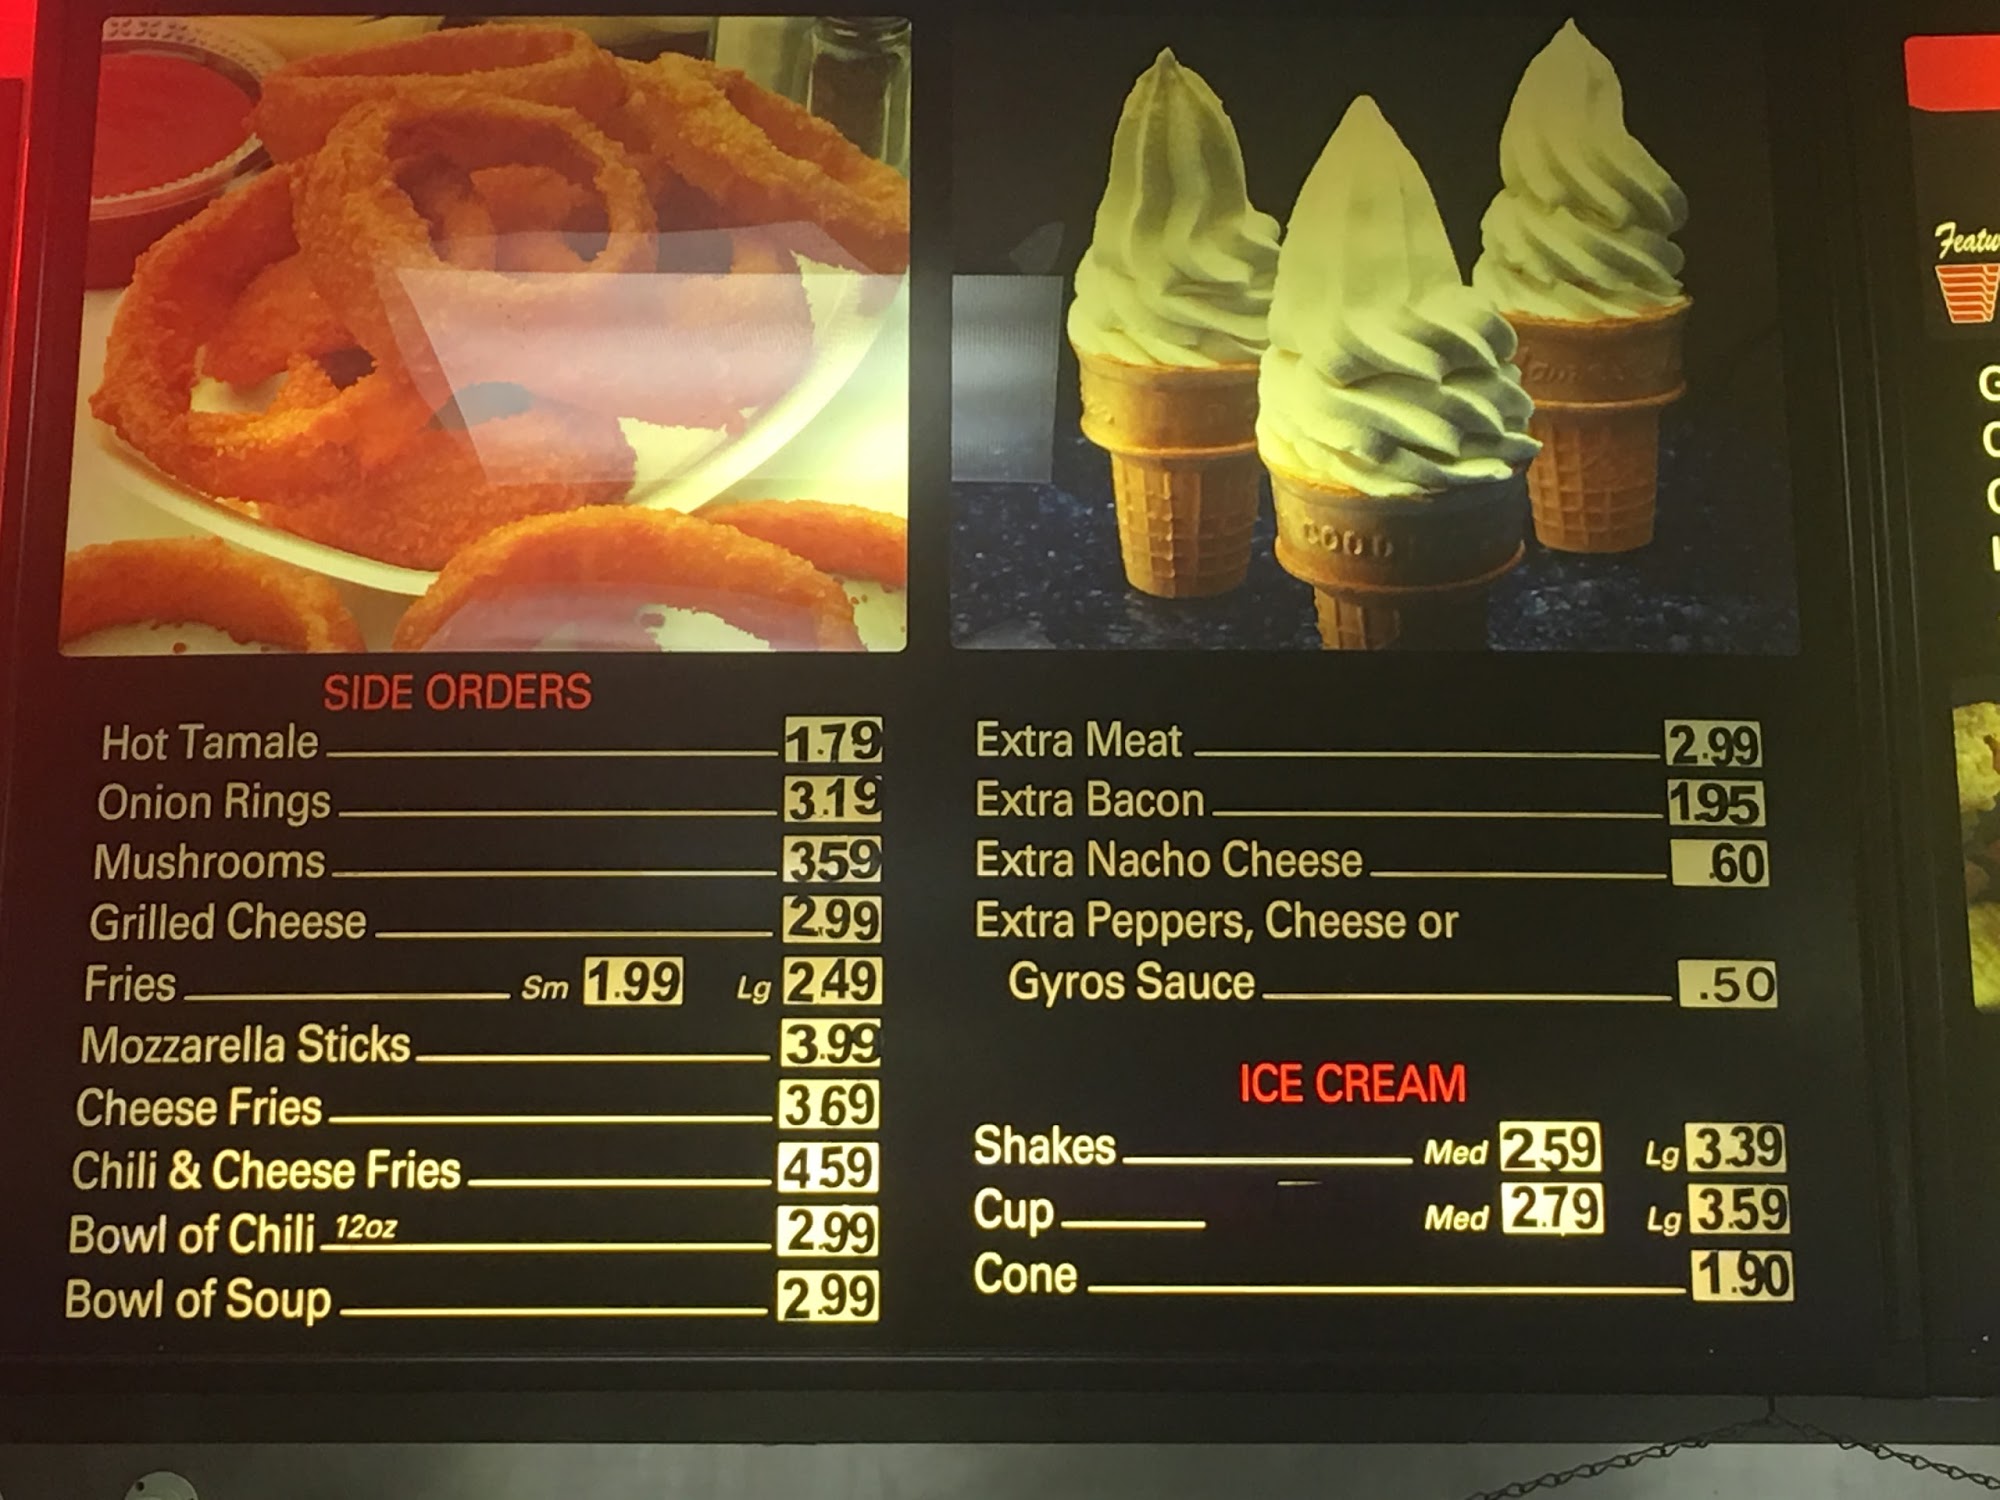 SIDE ORDERS
Hot Tamale 1.79
Onion Rings 3.19
Mushrooms 359
Grilled Cheese 2.99
Fries Sm 1.99 Lg 2.49
Mozzarella Sticks 3.99
Cheese Fries 3 69
Chili & Cheese Fries 4 59
Bowl of Chili 12oz 2.99
Bowl of Soup 2.99
Extra Meat 2.99
Extra Bacon 1.95
Extra Nacho Cheese .60
Extra Peppers, Cheese or
Gyros Sauce .50
ICE CREAM
Shakes Med 2.59 Lg 3.39
Cup Med 2.79 Lg 3.59
Cone 1.90